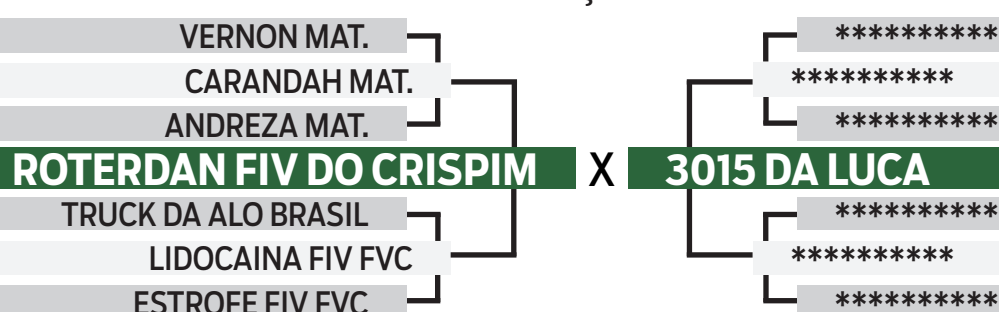 VERNON MAT. **********
CARANDAH MAT. **********
ANDREZA MAT. **********
ROTERDAN FIV DO CRISPIM X 3015 DA LUCA
TRUCK DA ALO BRASIL **********
LIDOCAINA FIV FVC **********
ESTROFE FIV FVC **********